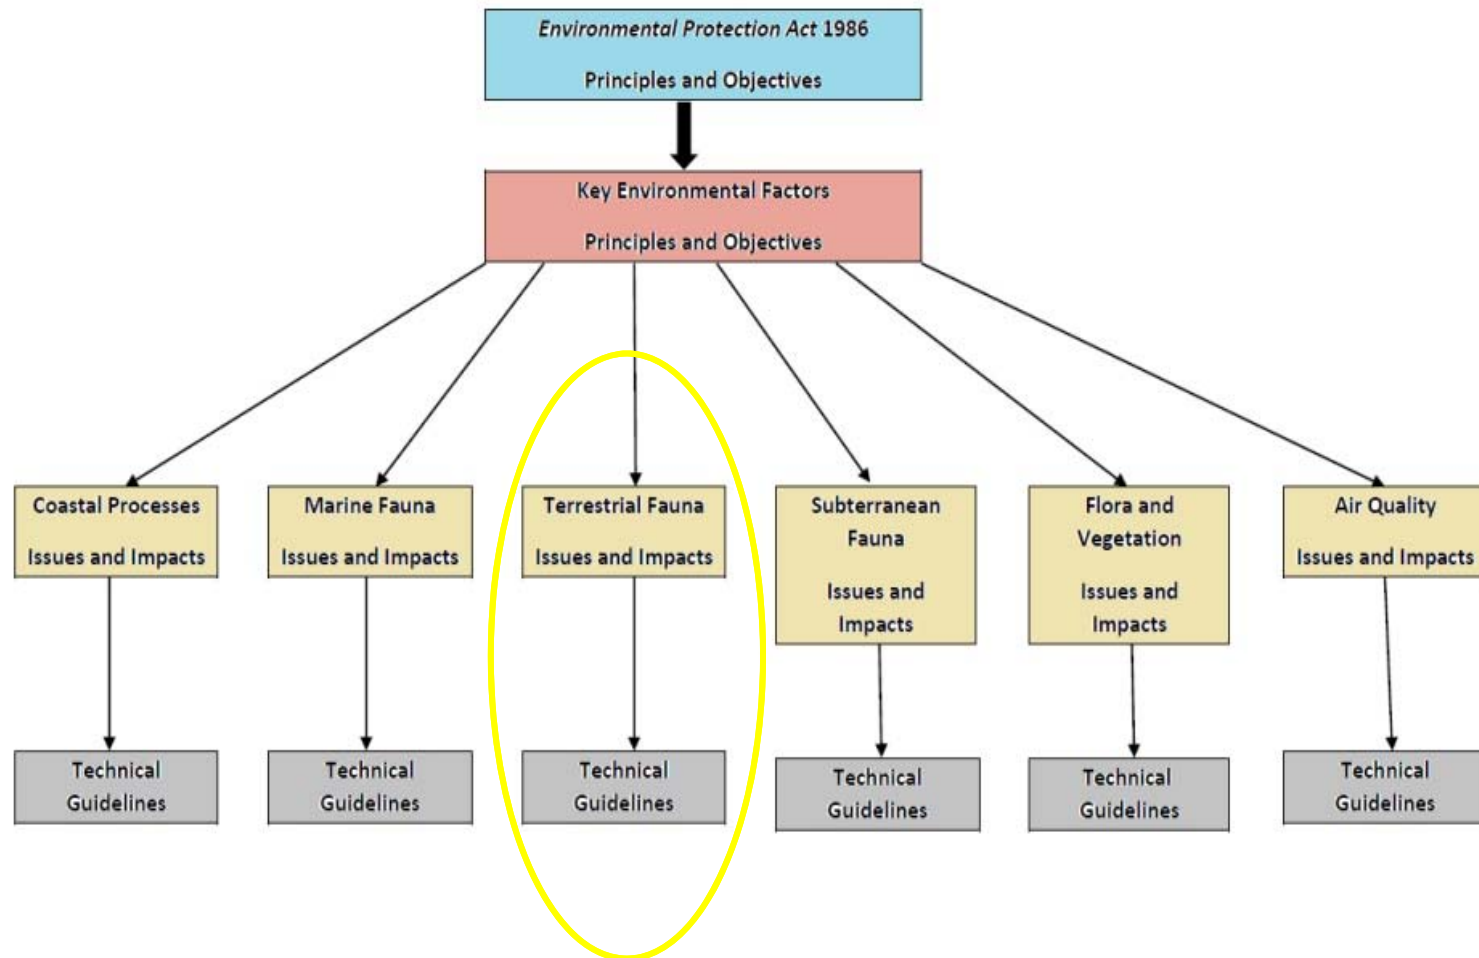 Environmental Protection Act 1986
Principles and Objectives
Key Environmental Factors
Principles and Objectives
Coastal Processes
Issues and Impacts
Marine Fauna
Issues and Impacts
Terrestrial Fauna
Issues and Impacts
Subterranean
Fauna
Issues and
Impacts
Flora and
Vegetation
Issues and
Impacts
Air Quality
Issues and Impacts
Technical
Guidelines
Technical
Guidelines
Technical
Guidelines
Technical
Guidelines
Technical
Guidelines
Technical
Guidelines